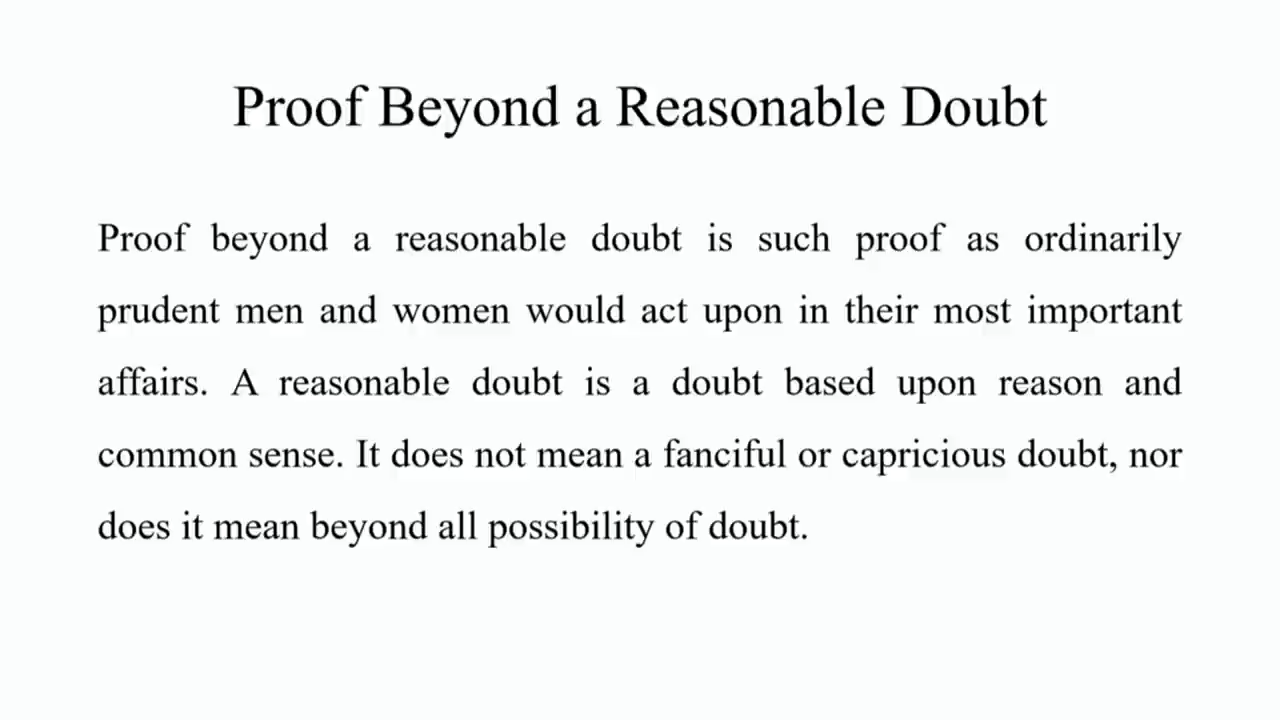 Proof Beyond a Reasonable Doubt
Proof beyond a reasonable doubt is such proof as ordinarily
prudent men and women would act upon in their most important
affairs. A reasonable doubt is a doubt based upon reason and
common sense. It does not mean a fanciful or capricious doubt, nor
does it mean beyond all possibility of doubt.